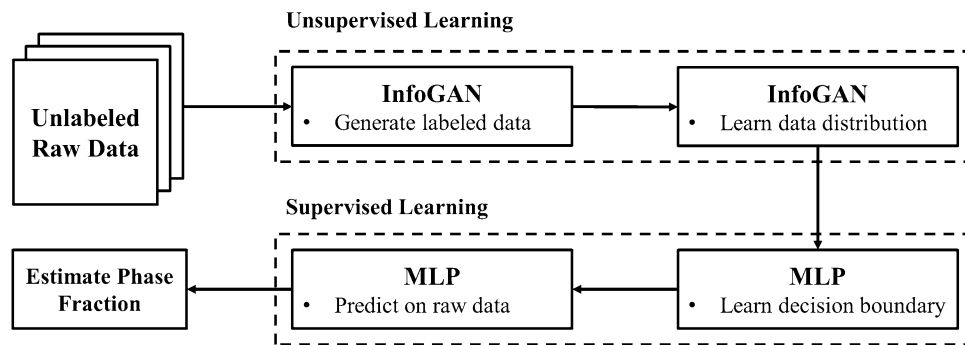 Unsupervised Learning
Unlabeled
Raw Data
InfoGAN
• Generate labeled data
InfoGAN
• Learn data distribution
Supervised Learning
Estimate Phase
Fraction
MLP
• Predict on raw data
MLP
• Learn decision boundary